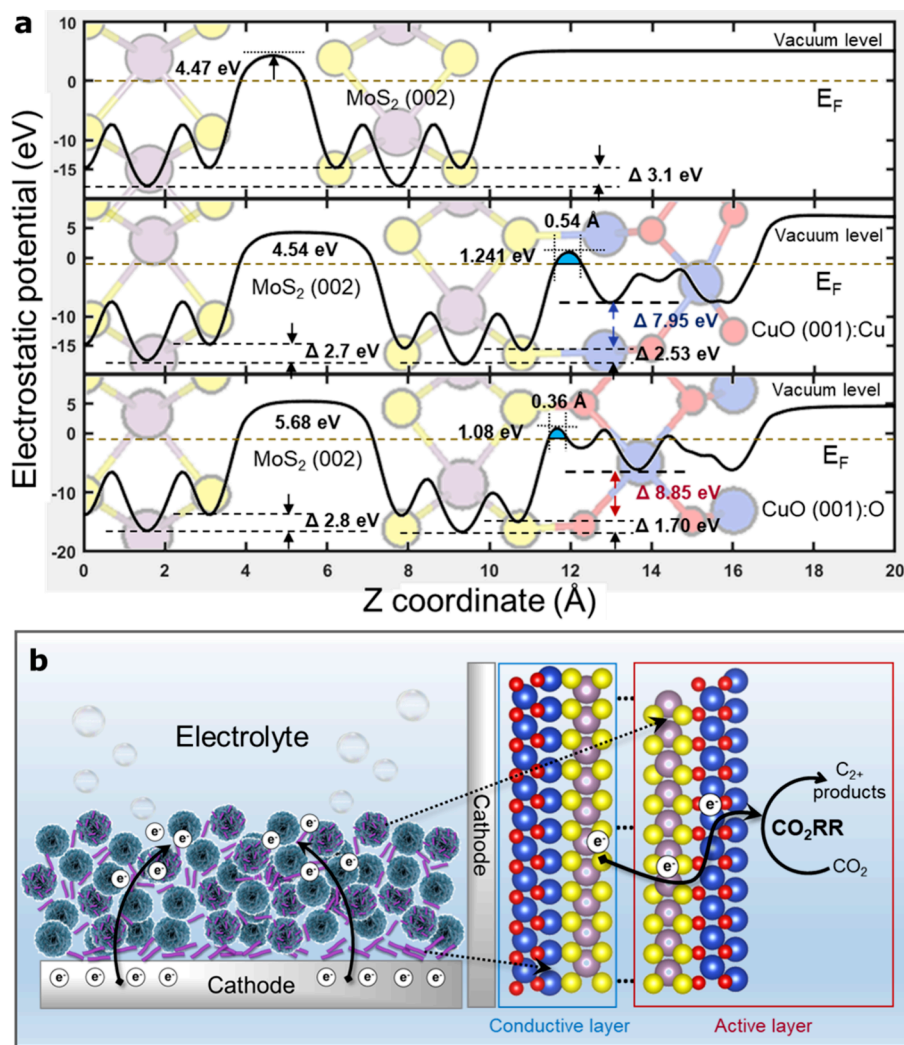 a
Electrostatic potential (eV)
10
0
-10
-15
4.47 eV
MoS2 (002)
Vacuum level
EF
Δ 3.1 eV
5
0
-5
-10
-15
-20
4.54 eV
MoS2 (002)
Δ 2.7 eV
0.54 Å
1.241 eV
Δ 7.95 eV
Δ 2.53 eV
Vacuum level
EF
CuO (001):Cu
5
0
-10
-20
5.68 eV
MoS2 (002)
Δ 2.8 eV
0.36 Å
1.08 eV
Δ 8.85 eV
Δ 1.70 eV
Vacuum level
EF
CuO (001):O
0 2 4 6 8 10 12 14 16 18 20
Z coordinate (Å)
b
Electrolyte
e- e- e-
e- e- e-
e-
e- e- e- e- e- e- e- e-
Cathode
Cathode
e-
e-
e-
C2+
products
CO2RR
CO2
Conductive layer
Active layer